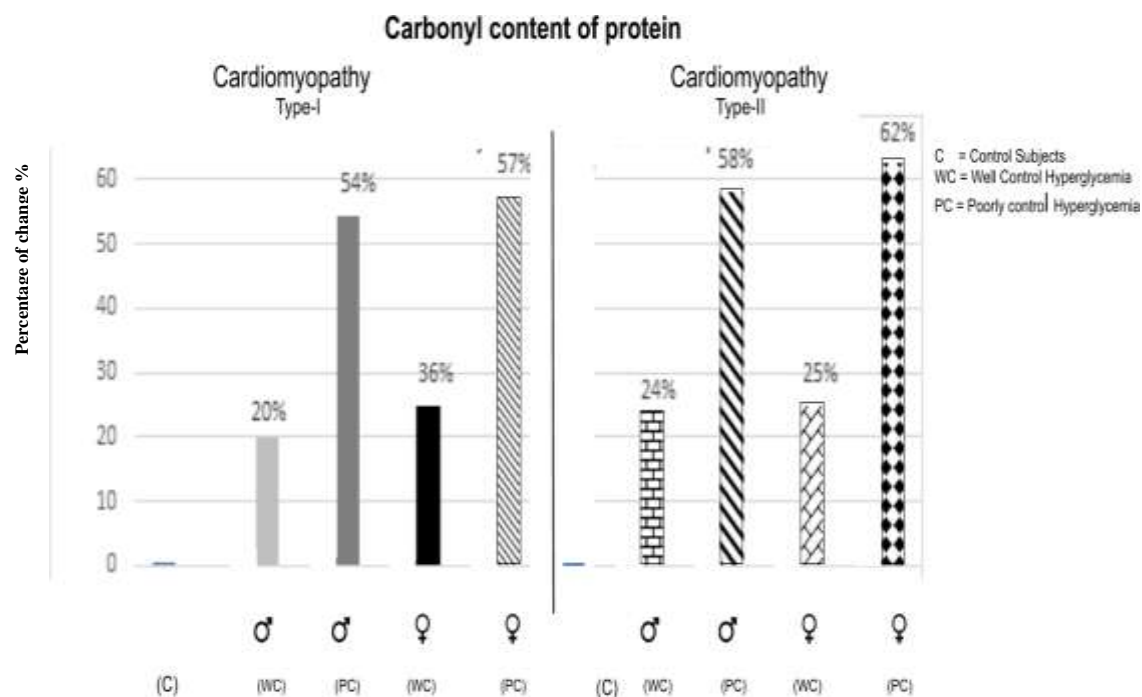 Carbonyl content of protein
Cardiomyopathy
Type-I
Cardiomyopathy
Type-II
Percentage of change %
60
50
40
30
20
10
0
20%
54%
36%
57%
24%
58%
25%
62%
C = Control Subjects
WC = Well Control Hyperglycemia
PC = Poorly control Hyperglycemia
♂ ♂ ♀ ♀ ♂ ♂ ♀ ♀
(C) (WC) (PC) (WC) (PC) (C) (WC) (PC) (WC) (PC)